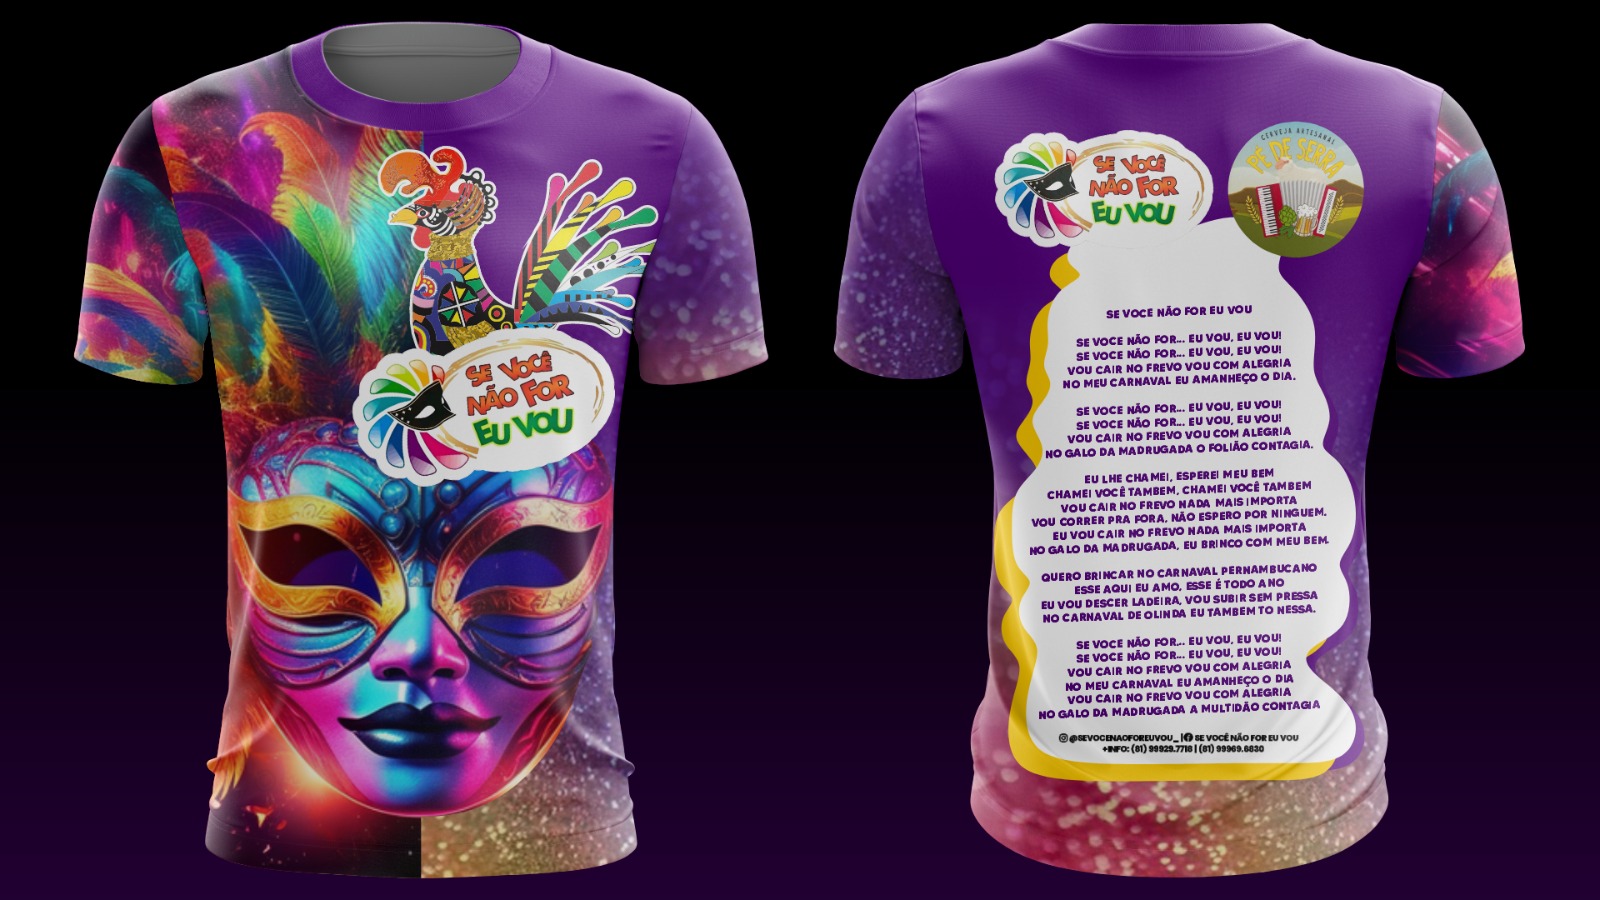 SE VOCÊ
NÃO FOR
EU VOU
SE VOCÊ
NÃO FOR
EU VOU
CERVEJA ARTESANAL
PÉ DE SERRA
SE VOCE NÃO FOR EU VOU
SE VOCE NÃO FOR... EU VOU, EU VOU!
SE VOCE NÃO FOR... EU VOU, EU VOU!
VOU CAIR NO FREVO VOU COM ALEGRIA
NO MEU CARNAVAL EU AMANHEÇO O DIA.
SE VOCE NÃO FOR... EU VOU, EU VOU!
SE VOCE NÃO FOR... EU VOU, EU VOU!
VOU CAIR NO FREVO VOU COM ALEGRIA
NO GALO DA MADRUGADA O FOLIÃO CONTAGIA.
EU LHE CHAMEI, ESPEREI MEU BEM
CHAMEI VOCÊ TAMBEM, CHAMEI VOCÊ TAMBEM
VOU CAIR NO FREVO NADA MAIS IMPORTA
VOU CORRER PRA FORA, NÃO ESPERO POR NINGUEM.
EU VOU CAIR NO FREVO NADA MAIS IMPORTA
NO GALO DA MADRUGADA, EU BRINCO COM MEU BEM.
QUERO BRINCAR NO CARNAVAL PERNAMBUCANO
ESSE AQUI EU AMO, ESSE É TODO ANO
EU VOU DESCER LADEIRA, VOU SUBIR SEM PRESSA
NO CARNAVAL DE OLINDA EU TAMBEM TO NESSA.
SE VOCE NÃO FOR... EU VOU, EU VOU!
SE VOCE NÃO FOR... EU VOU, EU VOU!
VOU CAIR NO FREVO VOU COM ALEGRIA
NO MEU CARNAVAL EU AMANHEÇO O DIA
VOU CAIR NO FREVO VOU COM ALEGRIA
NO GALO DA MADRUGADA A MULTIDÃO CONTAGIA
@SEVOCENAOFOREUVOU_ | SE VOCÊ NÃO FOR EU VOU
+INFO: (81) 99929.7718 | (81) 99969.6830